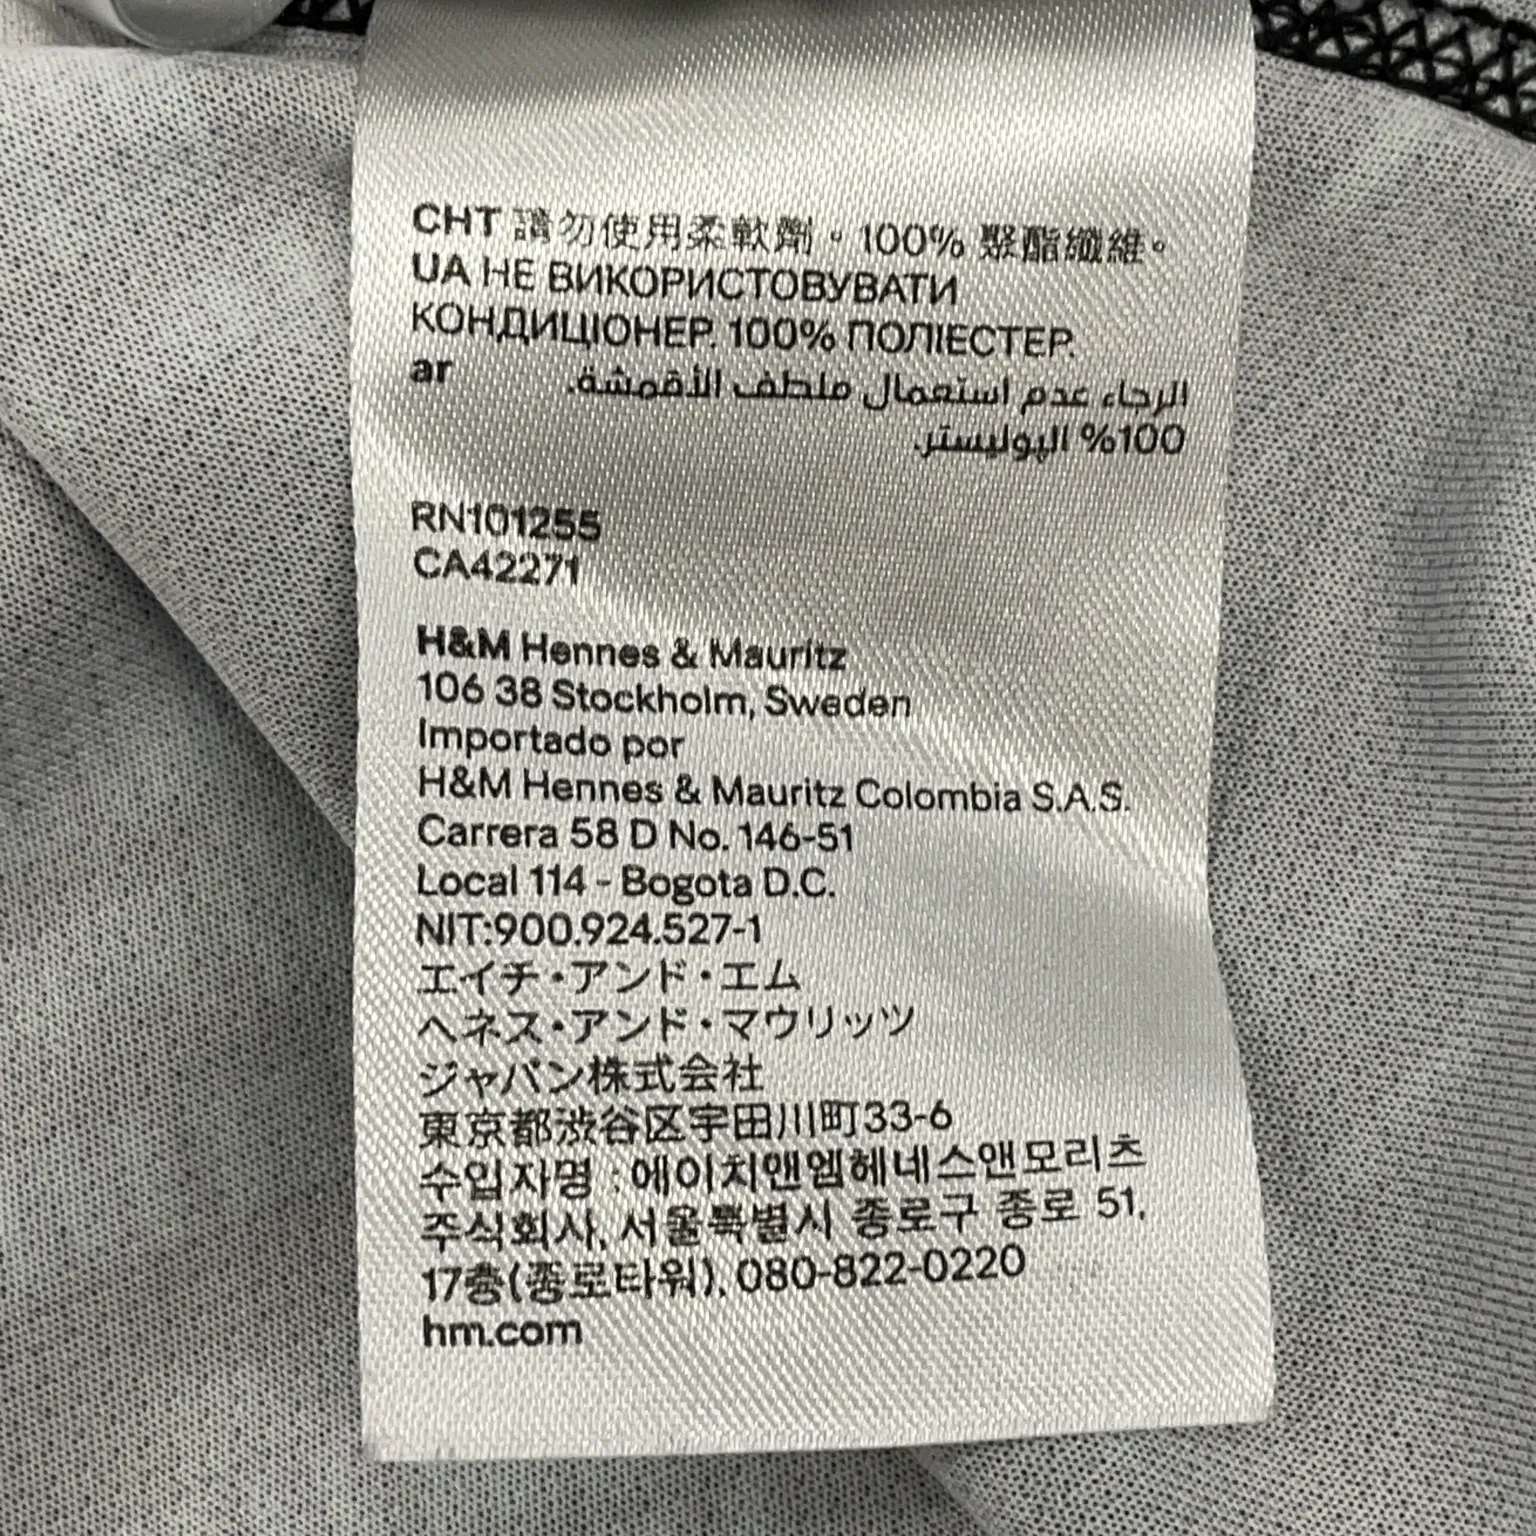 CHT 請勿使用柔軟劑。100% 聚酯纖維。
UA НЕ ВИКОРИСТОВУВАТИ
КОНДИЦІОНЕР. 100% ПОЛІЕСТЕР.
ar الرجاء عدم استعمال ملطف الأقمشة.
100% البوليستر.
RN101255
CA42271
H&M Hennes & Mauritz
106 38 Stockholm, Sweden
Importado por
H&M Hennes & Mauritz Colombia S.A.S.
Carrera 58 D No. 146-51
Local 114 - Bogota D.C.
NIT:900.924.527-1
エイチ・アンド・エム
ヘネス・アンド・マウリッツ
ジャパン株式会社
東京都渋谷区宇田川町33-6
수입자명 : 에이치앤엠헤네스앤모리츠
주식회사, 서울특별시 종로구 종로 51,
17층(종로타워), 080-822-0220
hm.com